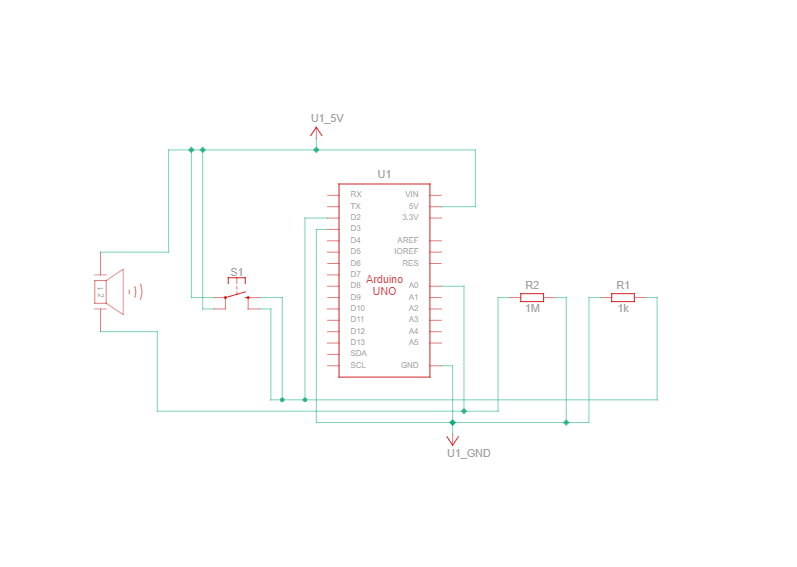 U1_5V
U1
RX VIN
TX 5V
D2 3.3V
D3
D4 AREF
D5 IOREF
D6 RES
D7
Arduino
UNO
D8 A0
D9 A1
D10 A2
D11 A3
D12 A4
D13 A5
SDA
SCL GND
S1
1 2
R2
1M
R1
1k
U1_GND